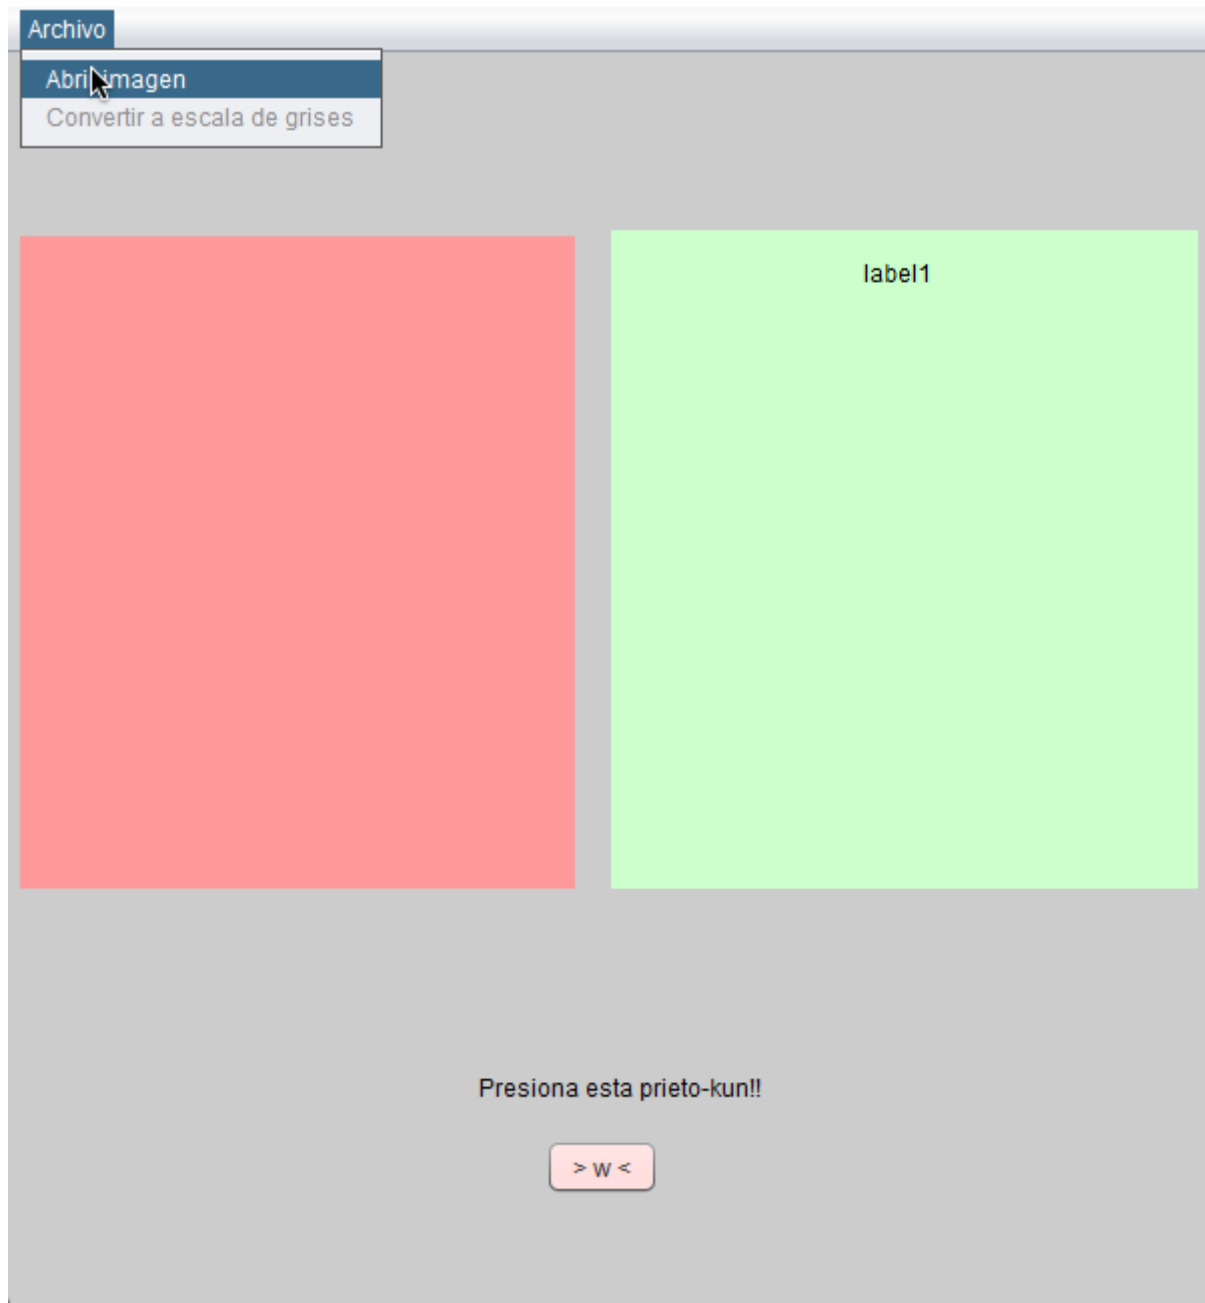 Archivo
Abrir imagen
Convertir a escala de grises
label1
Presiona esta prieto-kun!!
> w <